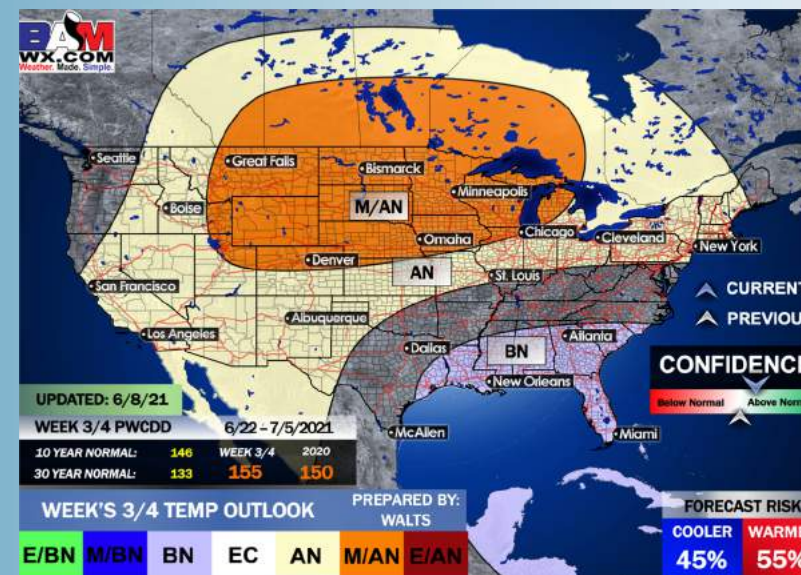 BAM
WX.COM
Weather. Made. Simple.
Seattle
Great Falls
Bismarck
Minneapolis
Boise
M/AN
Omaha
Chicago
Cleveland
New York
Denver
AN
St. Louis
San Francisco
CURRENT
PREVIOU
Albuquerque
Los Angeles
Dallas
Atlanta
BN
New Orleans
CONFIDENCE
Below Normal Above Norm
McAllen
Miami
UPDATED: 6/8/21
WEEK 3/4 PWCDD 6/22 - 7/5/2021
10 YEAR NORMAL: 146 WEEK 3/4 2020
30 YEAR NORMAL: 133 155 150
WEEK'S 3/4 TEMP OUTLOOK
PREPARED BY:
WALTS
FORECAST RISK
COOLER WARME
45% 55%
E/BN M/BN BN EC AN M/AN E/AN